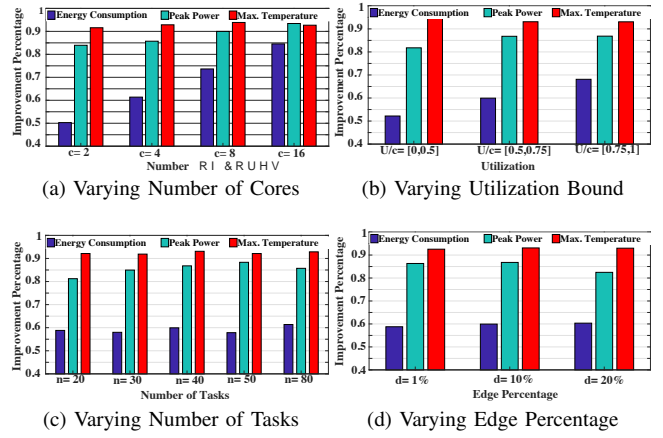 Energy Consumption Peak Power Max. Temperature
Improvement Percentage
1
0.9
0.8
0.7
0.6
0.5
0.4
c= 2 c= 4 c= 8 c= 16
Number RI &RUHV
(a) Varying Number of Cores
Energy Consumption Peak Power Max. Temperature
Improvement Percentage
1
0.9
0.8
0.7
0.6
0.5
0.4
U/c= [0,0.5] U/c= [0.5,0.75] U/c= [0.75,1]
Utilization
(b) Varying Utilization Bound
Energy Consumption Peak Power Max. Temperature
Improvement Percentage
1
0.9
0.8
0.7
0.6
0.5
0.4
n= 20 n= 30 n= 40 n= 50 n= 80
Number of Tasks
(c) Varying Number of Tasks
Energy Consumption Peak Power Max. Temperature
Improvement Percentage
1
0.9
0.8
0.7
0.6
0.5
0.4
d= 1% d= 10% d= 20%
Edge Percentage
(d) Varying Edge Percentage